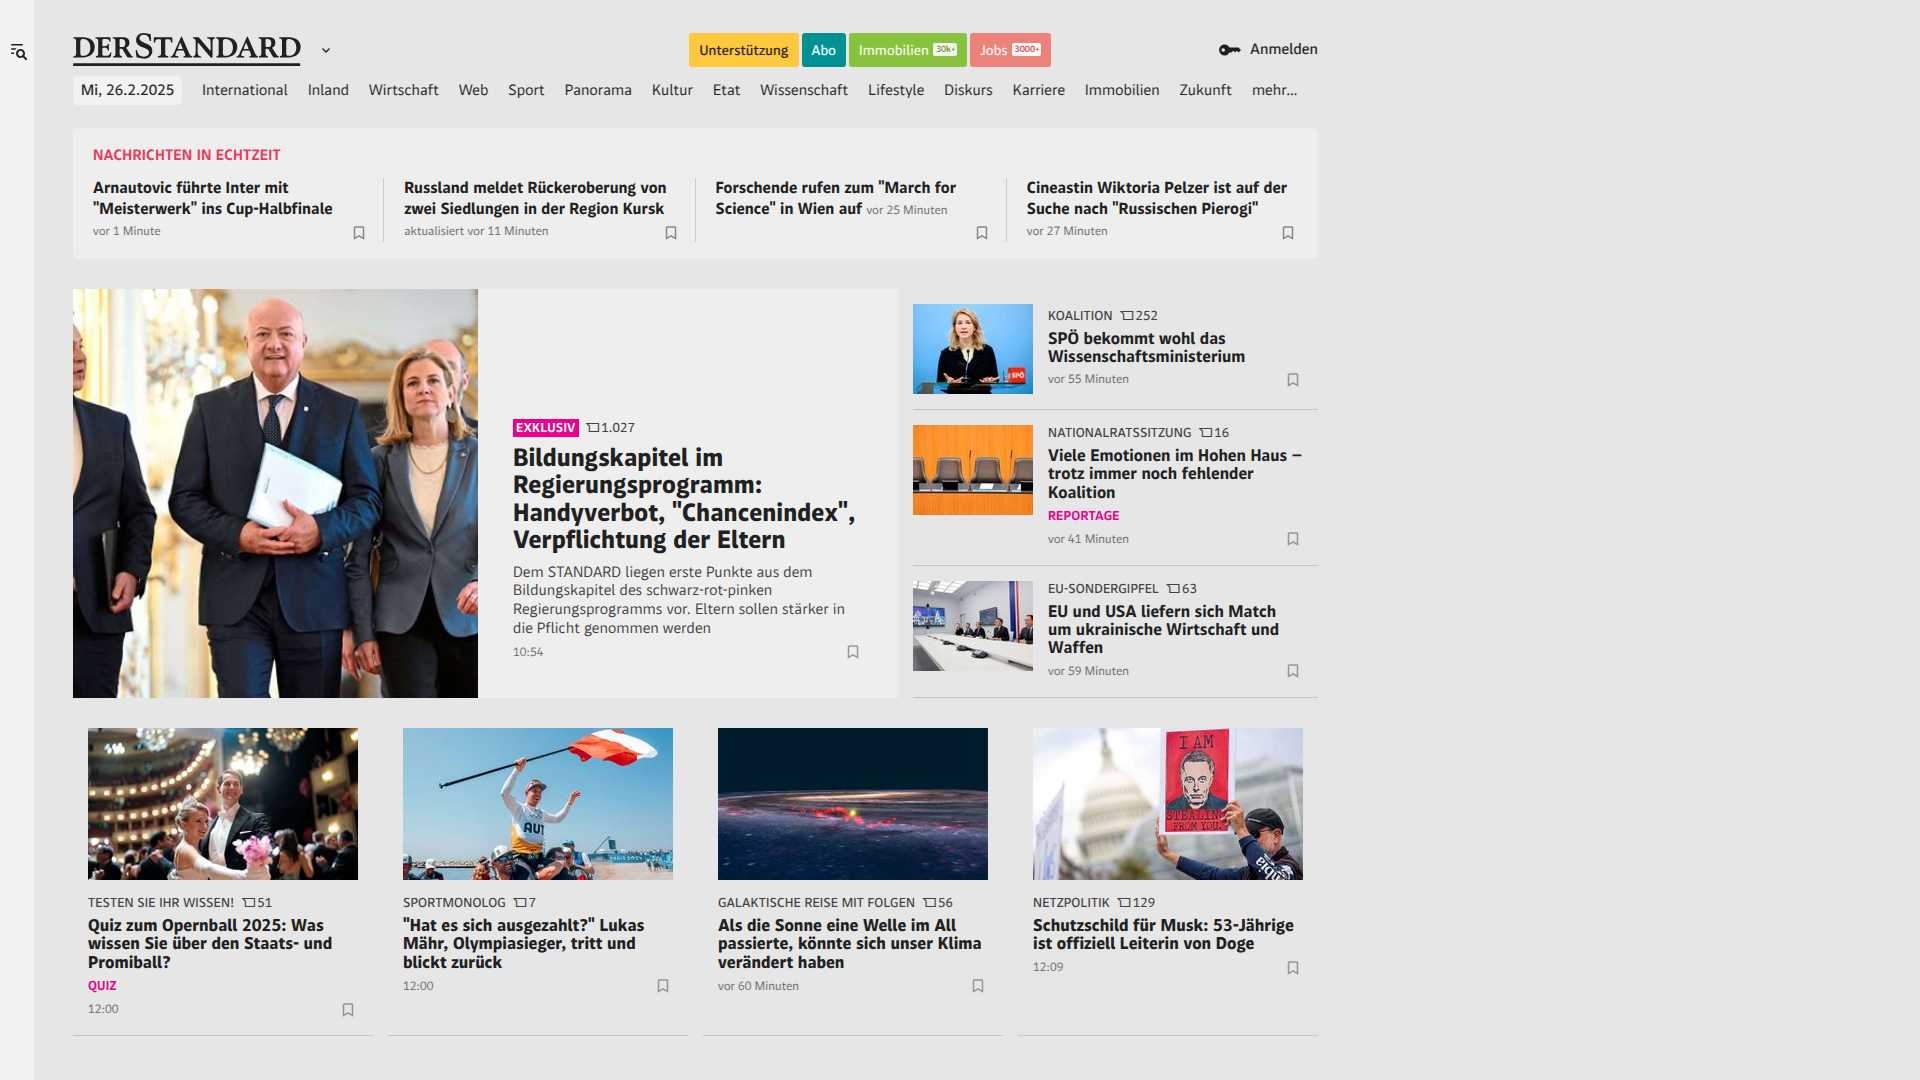 DERSTANDARD
Unterstützung
Abo
Immobilien 30k+
Jobs 3000+
Anmelden
Mi, 26.2.2025
International
Inland
Wirtschaft
Web
Sport
Panorama
Kultur
Etat
Wissenschaft
Lifestyle
Diskurs
Karriere
Immobilien
Zukunft
mehr...
NACHRICHTEN IN ECHTZEIT
Arnautovic führte Inter mit
"Meisterwerk" ins Cup-Halbfinale
vor 1 Minute
Russland meldet Rückeroberung von
zwei Siedlungen in der Region Kursk
aktualisiert vor 11 Minuten
Forschende rufen zum "March for
Science" in Wien auf vor 25 Minuten
Cineastin Wiktoria Pelzer ist auf der
Suche nach "Russischen Pierogi"
vor 27 Minuten
EXKLUSIV 1.027
Bildungskapitel im
Regierungsprogramm:
Handyverbot, "Chancenindex",
Verpflichtung der Eltern
Dem STANDARD liegen erste Punkte aus dem
Bildungskapitel des schwarz-rot-pinken
Regierungsprogramms vor. Eltern sollen stärker in
die Pflicht genommen werden
10:54
SPÖ
KOALITION 252
SPÖ bekommt wohl das
Wissenschaftsministerium
vor 55 Minuten
NATIONALRATSSITZUNG 16
Viele Emotionen im Hohen Haus –
trotz immer noch fehlender
Koalition
REPORTAGE
vor 41 Minuten
EU-SONDERGIPFEL 63
EU und USA liefern sich Match
um ukrainische Wirtschaft und
Waffen
vor 59 Minuten
TESTEN SIE IHR WISSEN! 51
Quiz zum Opernball 2025: Was
wissen Sie über den Staats- und
Promiball?
QUIZ
12:00
AUT
SPORTMONOLOG 7
"Hat es sich ausgezahlt?" Lukas
Mähr, Olympiasieger, tritt und
blickt zurück
12:00
GALAKTISCHE REISE MIT FOLGEN 56
Als die Sonne eine Welle im All
passierte, könnte sich unser Klima
verändert haben
vor 60 Minuten
I AM
STEALING
FROM YOU.
NETZPOLITIK 129
Schutzschild für Musk: 53-Jährige
ist offiziell Leiterin von Doge
12:09